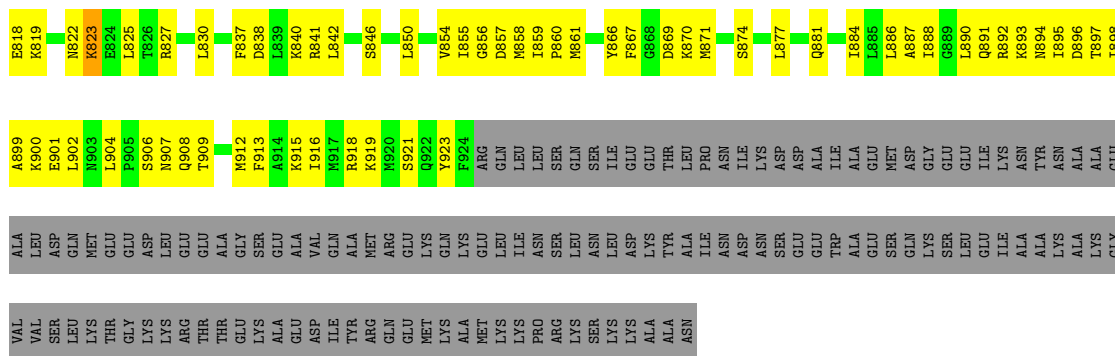 E818 K819 N822 K823 E824 L825 T826 R827 L830 F837 D838 L839 K840 R841 L842 S846 L850 V854 I855 G856 D857 M858 I859 P860 M861 Y866 F867 G868 D869 K870 M871 S874 L877 Q881 I884 L885 L886 A887 I888 G889 L890 Q891 R892 K893 N894 I895 D896 T897
A899 K900 E901 L902 N903 L904 P905 S906 N907 Q908 T909 M912 F913 A914 K915 I916 M917 R918 K919 M920 S921 Q922 Y923 F924 ARG GLN LEU LEU SER GLN SER ILE GLU GLU THR LEU PRO ASN ILE LYS ASP ASP ALA ILE ALA GLU MET ASP GLY GLU GLU ILE LYS ASN TYR ASN ALA ALA GLU
ALA LEU ASP GLN MET GLU GLU ASP LEU GLU GLU ALA GLY SER GLU ALA VAL GLN ALA MET ARG GLU LYS GLN LYS GLU LEU ILE ASN SER LEU ASN LEU ASP LYS TYR ALA ILE ASN ASP ASN SER GLU GLU TRP ALA GLU SER GLN LYS SER LEU GLU ILE ALA ALA LYS ALA LYS GLY
VAL VAL SER LEU LYS THR GLY LYS LYS ARG THR THR GLU LYS ALA GLU ASP ILE TYR ARG GLN GLU MET LYS ALA MET LYS LYS PRO ARG LYS SER LYS LYS ALA ALA ASN